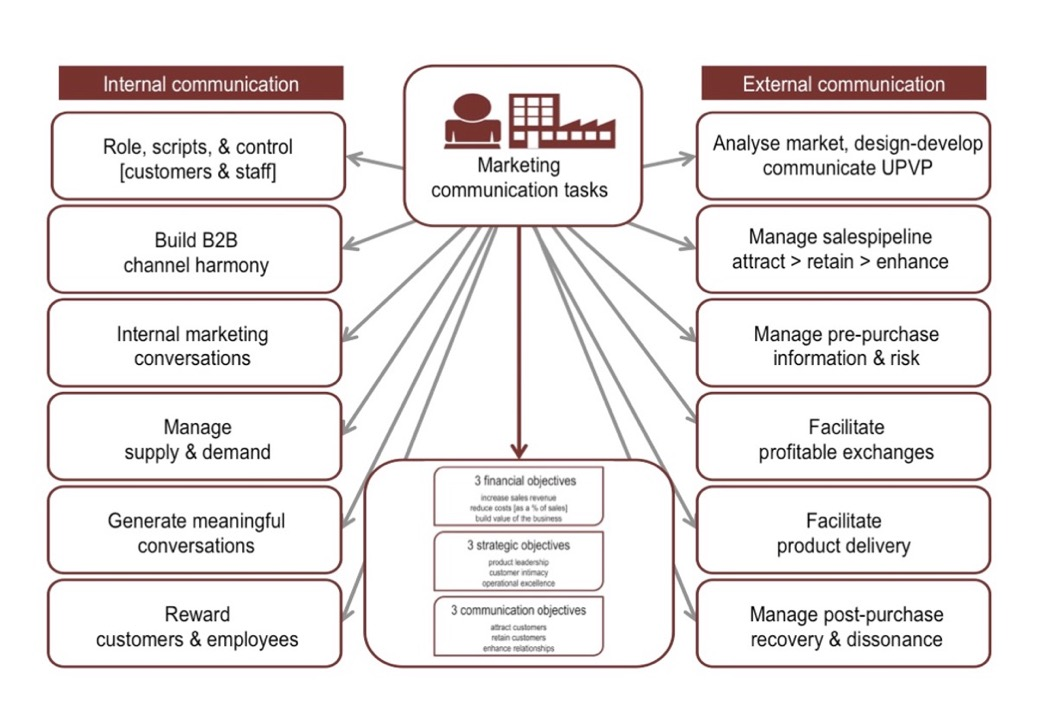 Internal communication
Role, scripts, & control
[customers & staff]
Build B2B
channel harmony
Internal marketing
conversations
Manage
supply & demand
Generate meaningful
conversations
Reward
customers & employees
Marketing
communication tasks
3 financial objectives
increase sales revenue
reduce costs [as a % of sales]
build value of the business
3 strategic objectives
product leadership
customer intimacy
operational excellence
3 communication objectives
attract customers
retain customers
enhance relationships
External communication
Analyse market, design-develop
communicate UPVP
Manage salespipeline
attract > retain > enhance
Manage pre-purchase
information & risk
Facilitate
profitable exchanges
Facilitate
product delivery
Manage post-purchase
recovery & dissonance